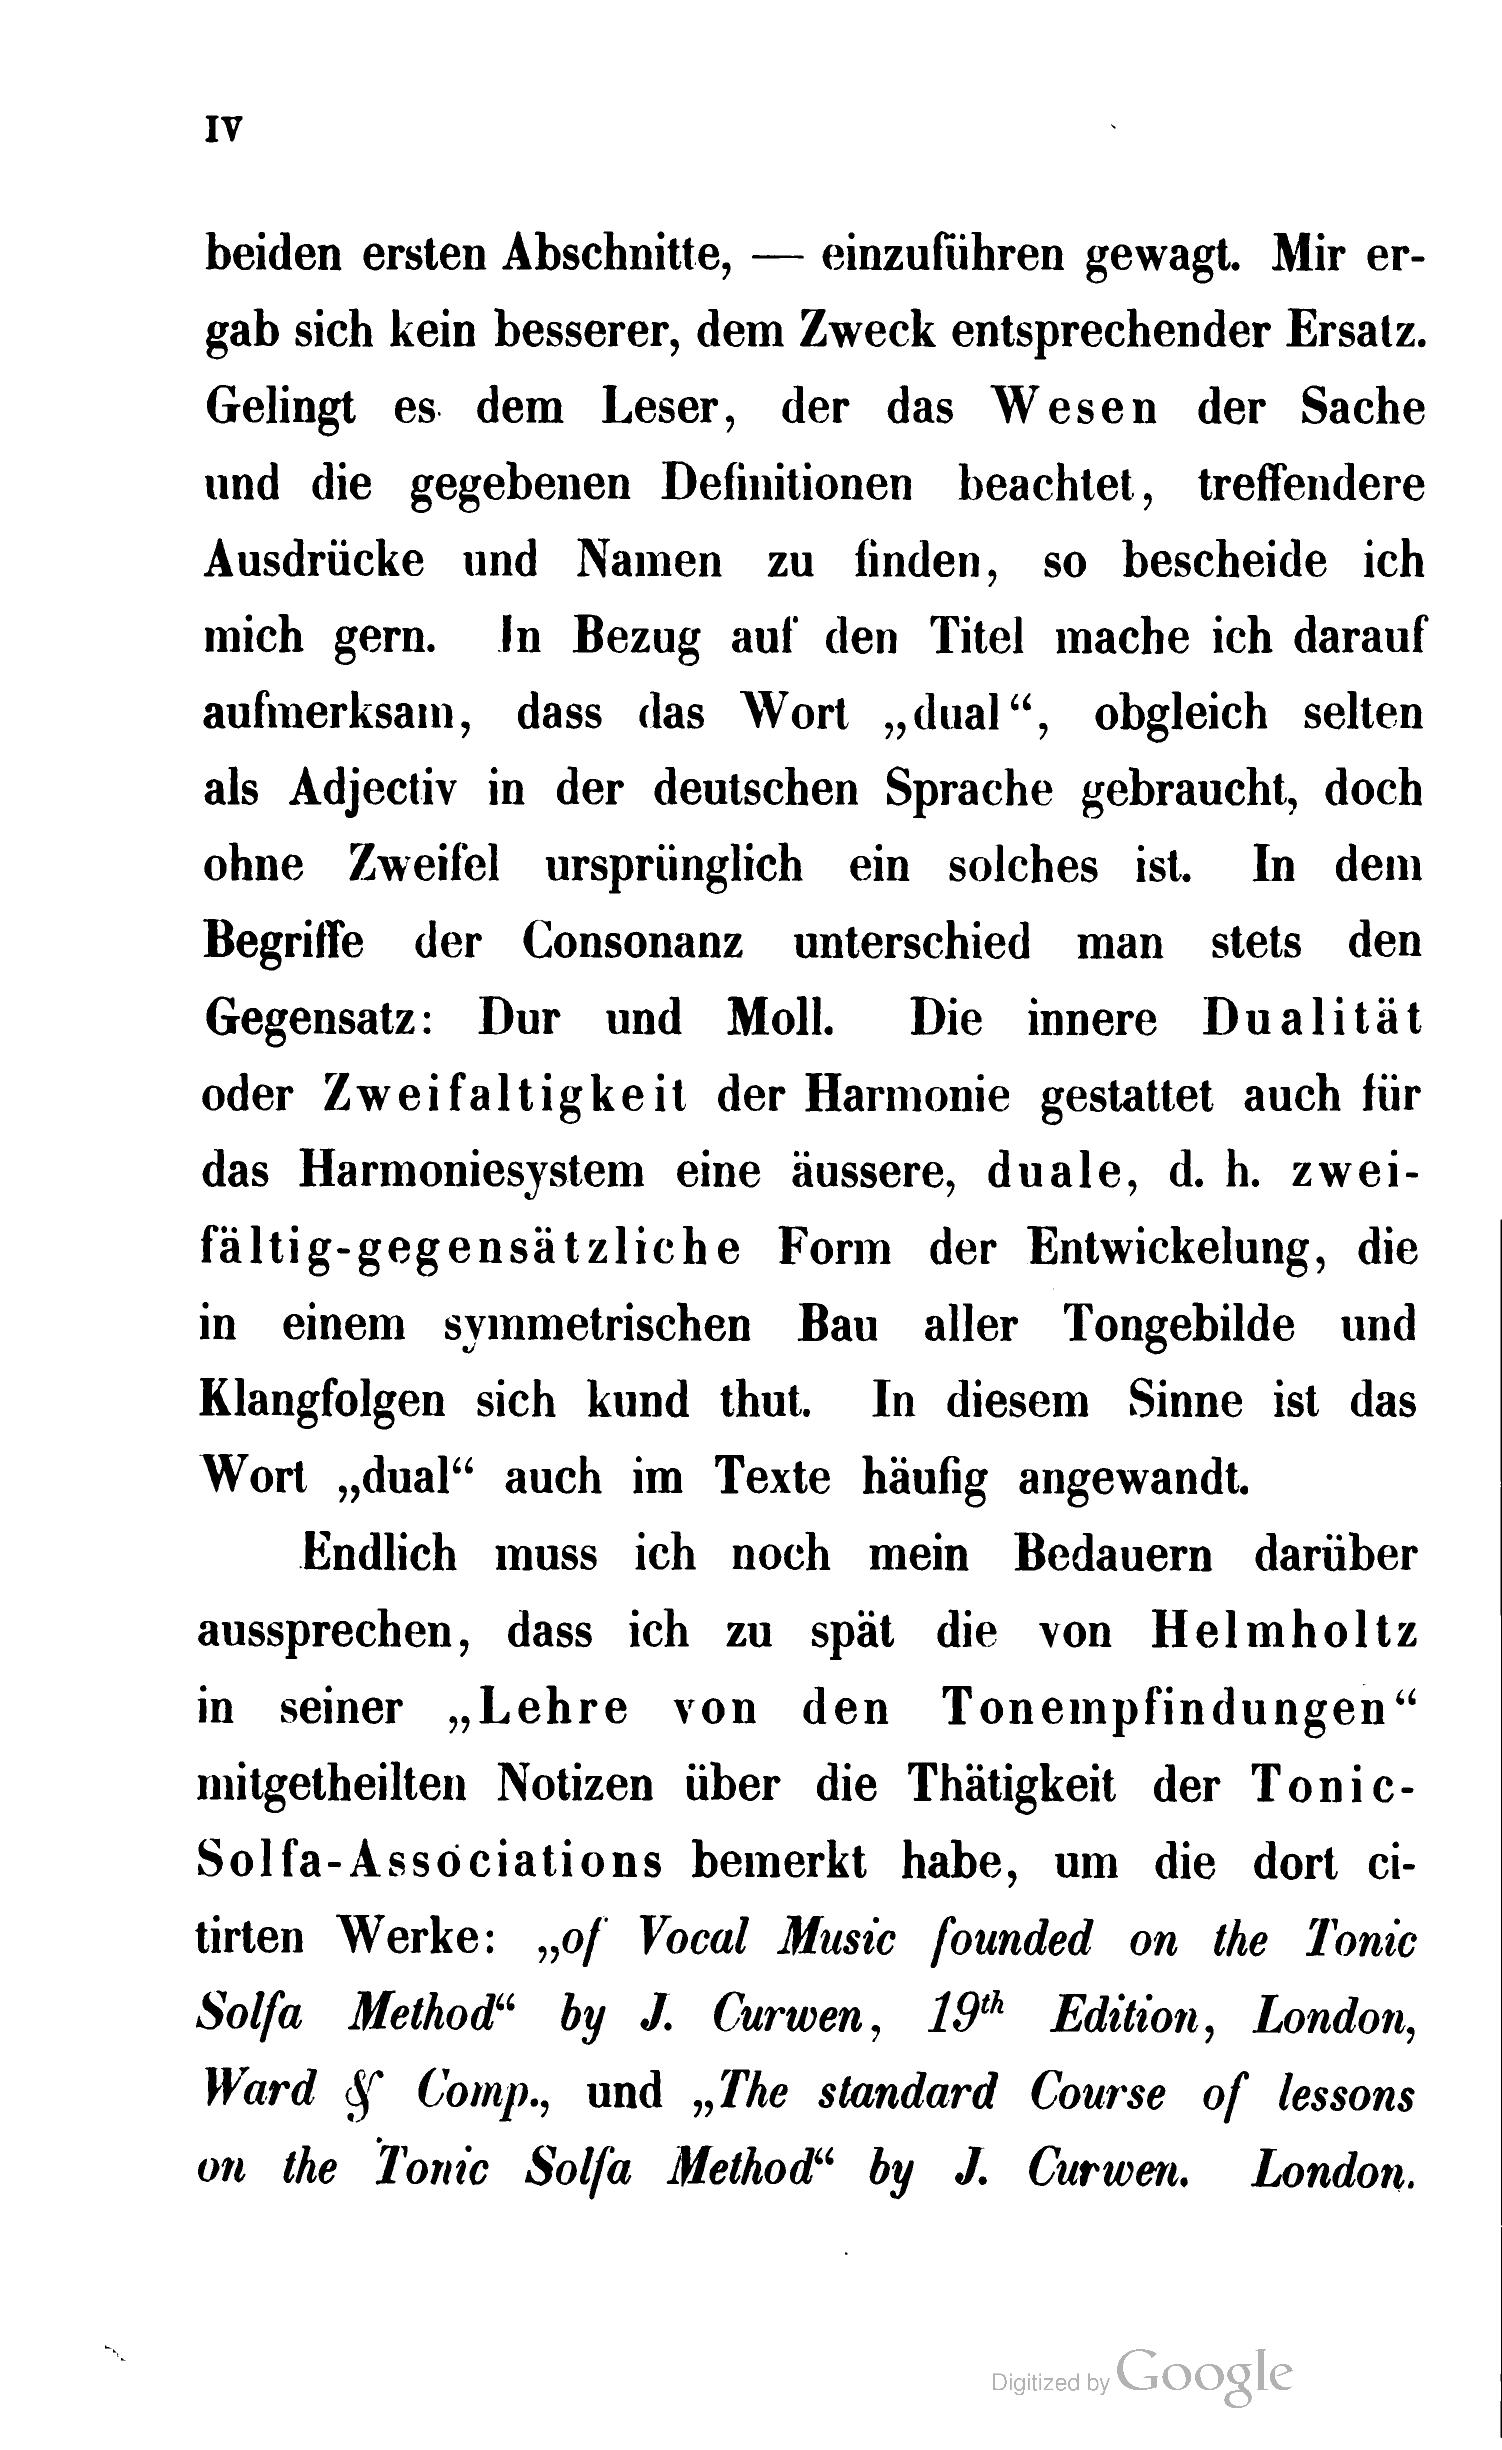 IV
beiden ersten Abschnitte, — einzuführen gewagt. Mir er-
gab sich kein besserer, dem Zweck entsprechender Ersatz.
Gelingt es dem Leser, der das Wesen der Sache
und die gegebenen Definitionen beachtet, treffendere
Ausdrücke und Namen zu finden, so bescheide ich
mich gern. In Bezug auf den Titel mache ich darauf
aufmerksam, dass das Wort „dual“, obgleich selten
als Adjectiv in der deutschen Sprache gebraucht, doch
ohne Zweifel ursprünglich ein solches ist. In dem
Begriffe der Consonanz unterschied man stets den
Gegensatz: Dur und Moll. Die innere Dualität
oder Zweifaltigkeit der Harmonie gestattet auch für
das Harmoniesystem eine äussere, duale, d. h. zwei-
fältig-gegensätzliche Form der Entwickelung, die
in einem symmetrischen Bau aller Tongebilde und
Klangfolgen sich kund thut. In diesem Sinne ist das
Wort „dual“ auch im Texte häufig angewandt.
Endlich muss ich noch mein Bedauern darüber
aussprechen, dass ich zu spät die von Helmholtz
in seiner „Lehre von den Tonempfindungen“
mitgetheilten Notizen über die Thätigkeit der Tonic-
Solfa-Associations bemerkt habe, um die dort ci-
tirten Werke: „of Vocal Music founded on the Tonic
Solfa Method“ by J. Curwen, 19th Edition, London,
Ward & Comp., und „The standard Course of lessons
on the Tonic Solfa Method“ by J. Curwen. London.
Digitized by Google